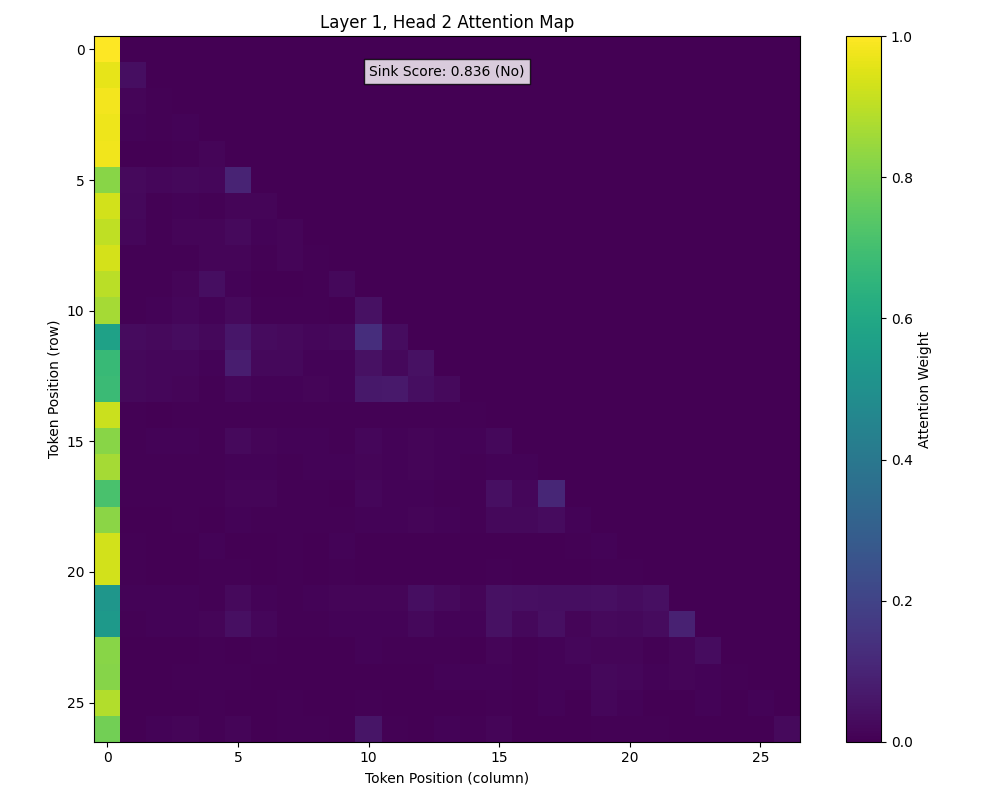 Layer 1, Head 2 Attention Map
Sink Score: 0.836 (No)
Token Position (row)
0
5
10
15
20
25
0 5 10 15 20 25
Token Position (column)
1.0
0.8
0.6
0.4
0.2
0.0
Attention Weight